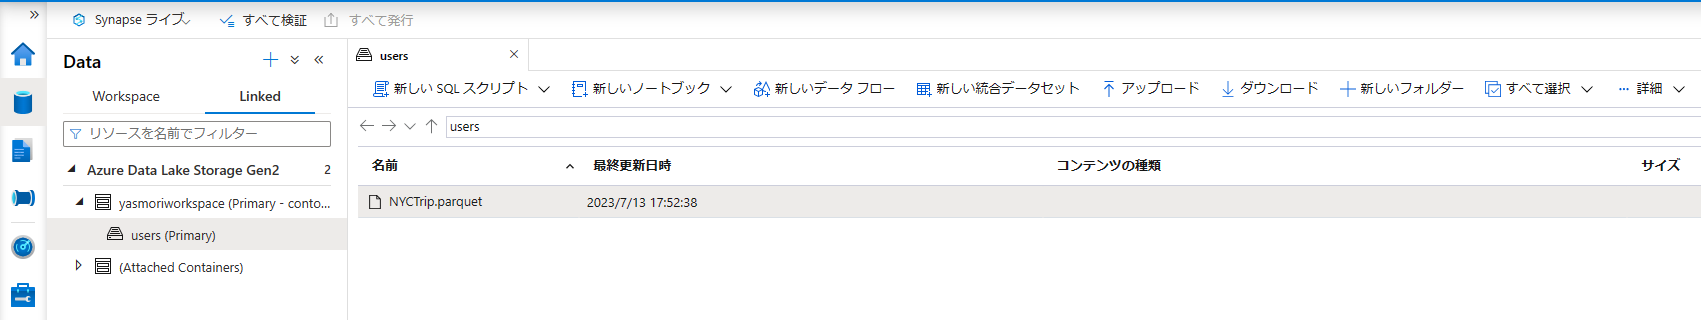 »
Synapse ライブ すべて検証 すべて発行
Data
Workspace Linked
リソースを名前でフィルター
Azure Data Lake Storage Gen2 2
yasmoriworkspace (Primary - conto...
users (Primary)
(Attached Containers)
users
新しい SQL スクリプト 新しいノートブック 新しいデータ フロー 新しい統合データセット アップロード ダウンロード 新しいフォルダー すべて選択 … 詳細
users
名前 最終更新日時 コンテンツの種類 サイズ
NYCTrip.parquet 2023/7/13 17:52:38